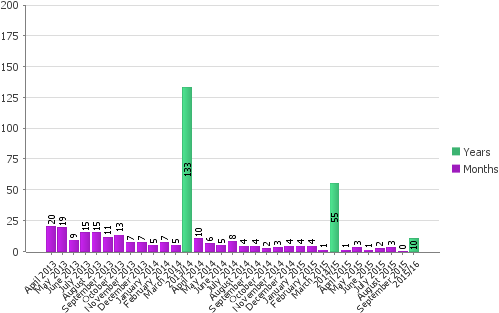 200
175
150
125
100
75
50
25
0
20
19
9
15
15
11
13
7
7
5
7
5
133
10
6
5
8
4
4
2
3
4
4
4
1
55
1
3
1
2
3
0
10
April 2013
May 2013
June 2013
July 2013
August 2013
September 2013
October 2013
November 2013
December 2013
January 2014
February 2014
March 2014
2013/14
April 2014
May 2014
June 2014
July 2014
August 2014
September 2014
October 2014
November 2014
December 2014
January 2015
February 2015
March 2015
2014/15
April 2015
May 2015
June 2015
July 2015
August 2015
September 2015
2015/16
Years
Months